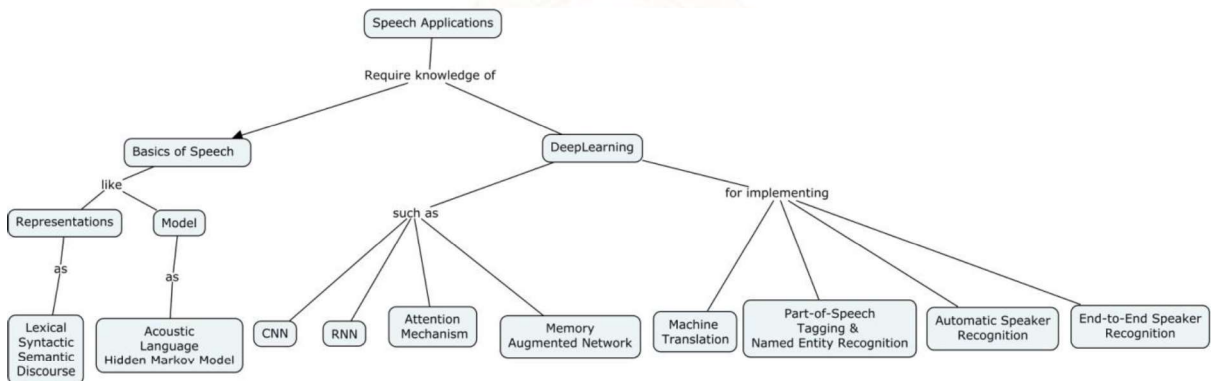 Speech Applications
Require knowledge of
Basics of Speech
DeepLearning
like
for implementing
Representations
Model
such as
as
as
Lexical
Syntactic
Semantic
Discourse
Acoustic
Language
Hidden Markov Model
CNN
RNN
Attention
Mechanism
Memory
Augmented Network
Machine
Translation
Part-of-Speech
Tagging &
Named Entity Recognition
Automatic Speaker
Recognition
End-to-End Speaker
Recognition